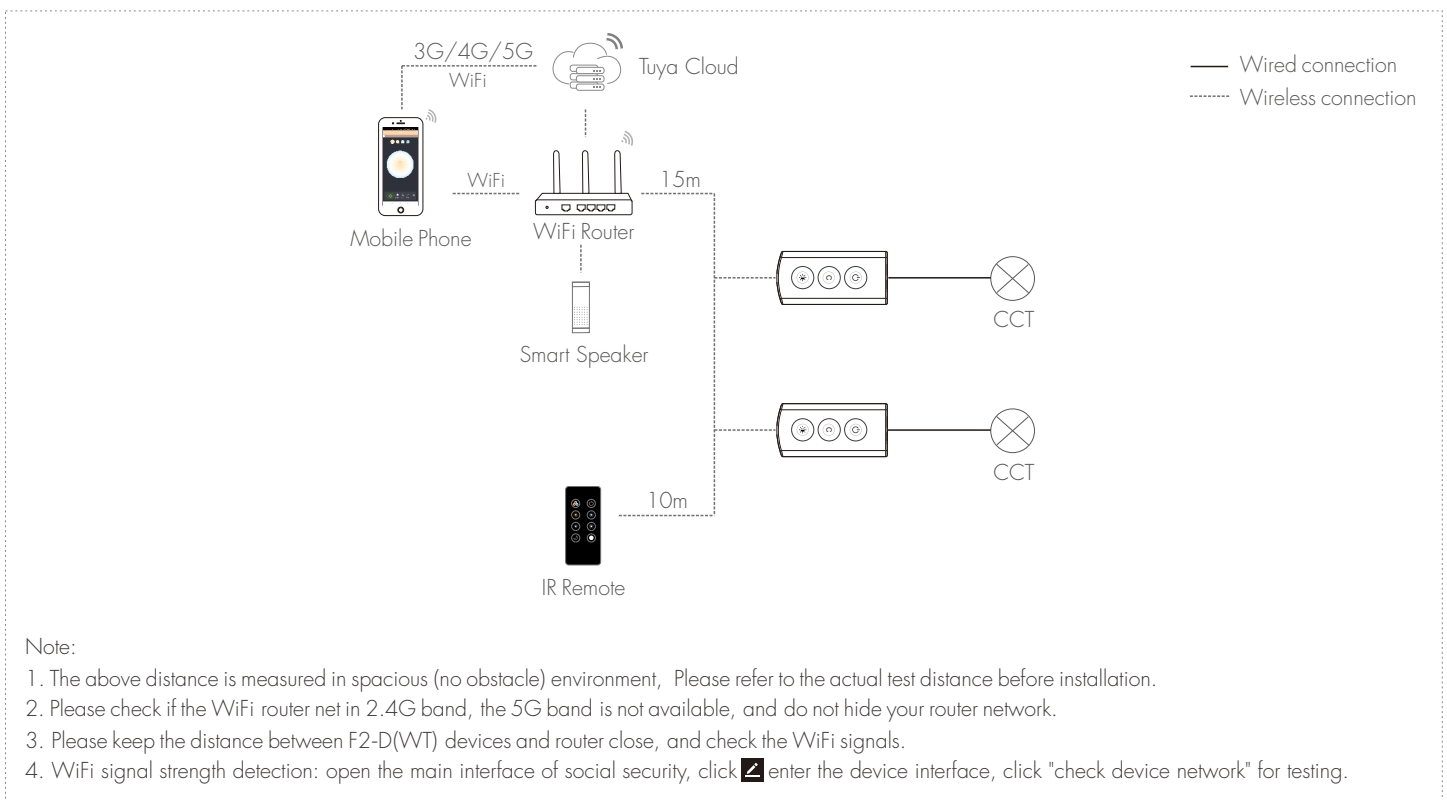 3G/4G/5G
WiFi
Tuya Cloud
Wired connection
Wireless connection
WiFi
15m
Mobile Phone
WiFi Router
CCT
Smart Speaker
CCT
10m
IR Remote
Note:
1. The above distance is measured in spacious (no obstacle) environment, Please refer to the actual test distance before installation.
2. Please check if the WiFi router net in 2.4G band, the 5G band is not available, and do not hide your router network.
3. Please keep the distance between F2-D(WT) devices and router close, and check the WiFi signals.
4. WiFi signal strength detection: open the main interface of social security, click enter the device interface, click "check device network" for testing.